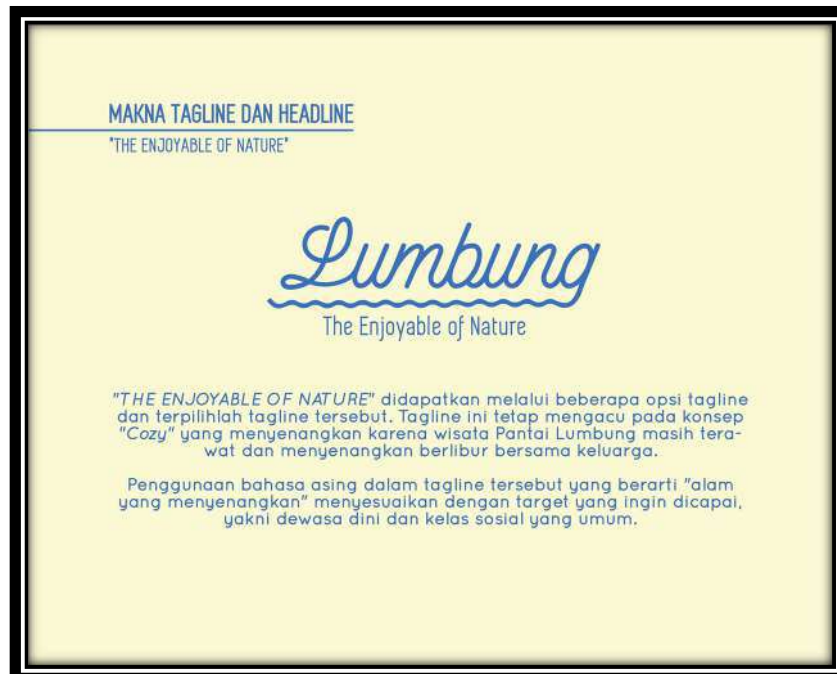 MAKNA TAGLINE DAN HEADLINE
"THE ENJOYABLE OF NATURE"
Lumbung
The Enjoyable of Nature
"THE ENJOYABLE OF NATURE" didapatkan melalui beberapa opsi tagline
dan terpilihlah tagline tersebut. Tagline ini tetap mengacu pada konsep
"Cozy" yang menyenangkan karena wisata Pantai Lumbung masih tera-
wat dan menyenangkan berlibur bersama keluarga.
Penggunaan bahasa asing dalam tagline tersebut yang berarti "alam
yang menyenangkan" menyesuaikan dengan target yang ingin dicapai,
yakni dewasa dini dan kelas sosial yang umum.